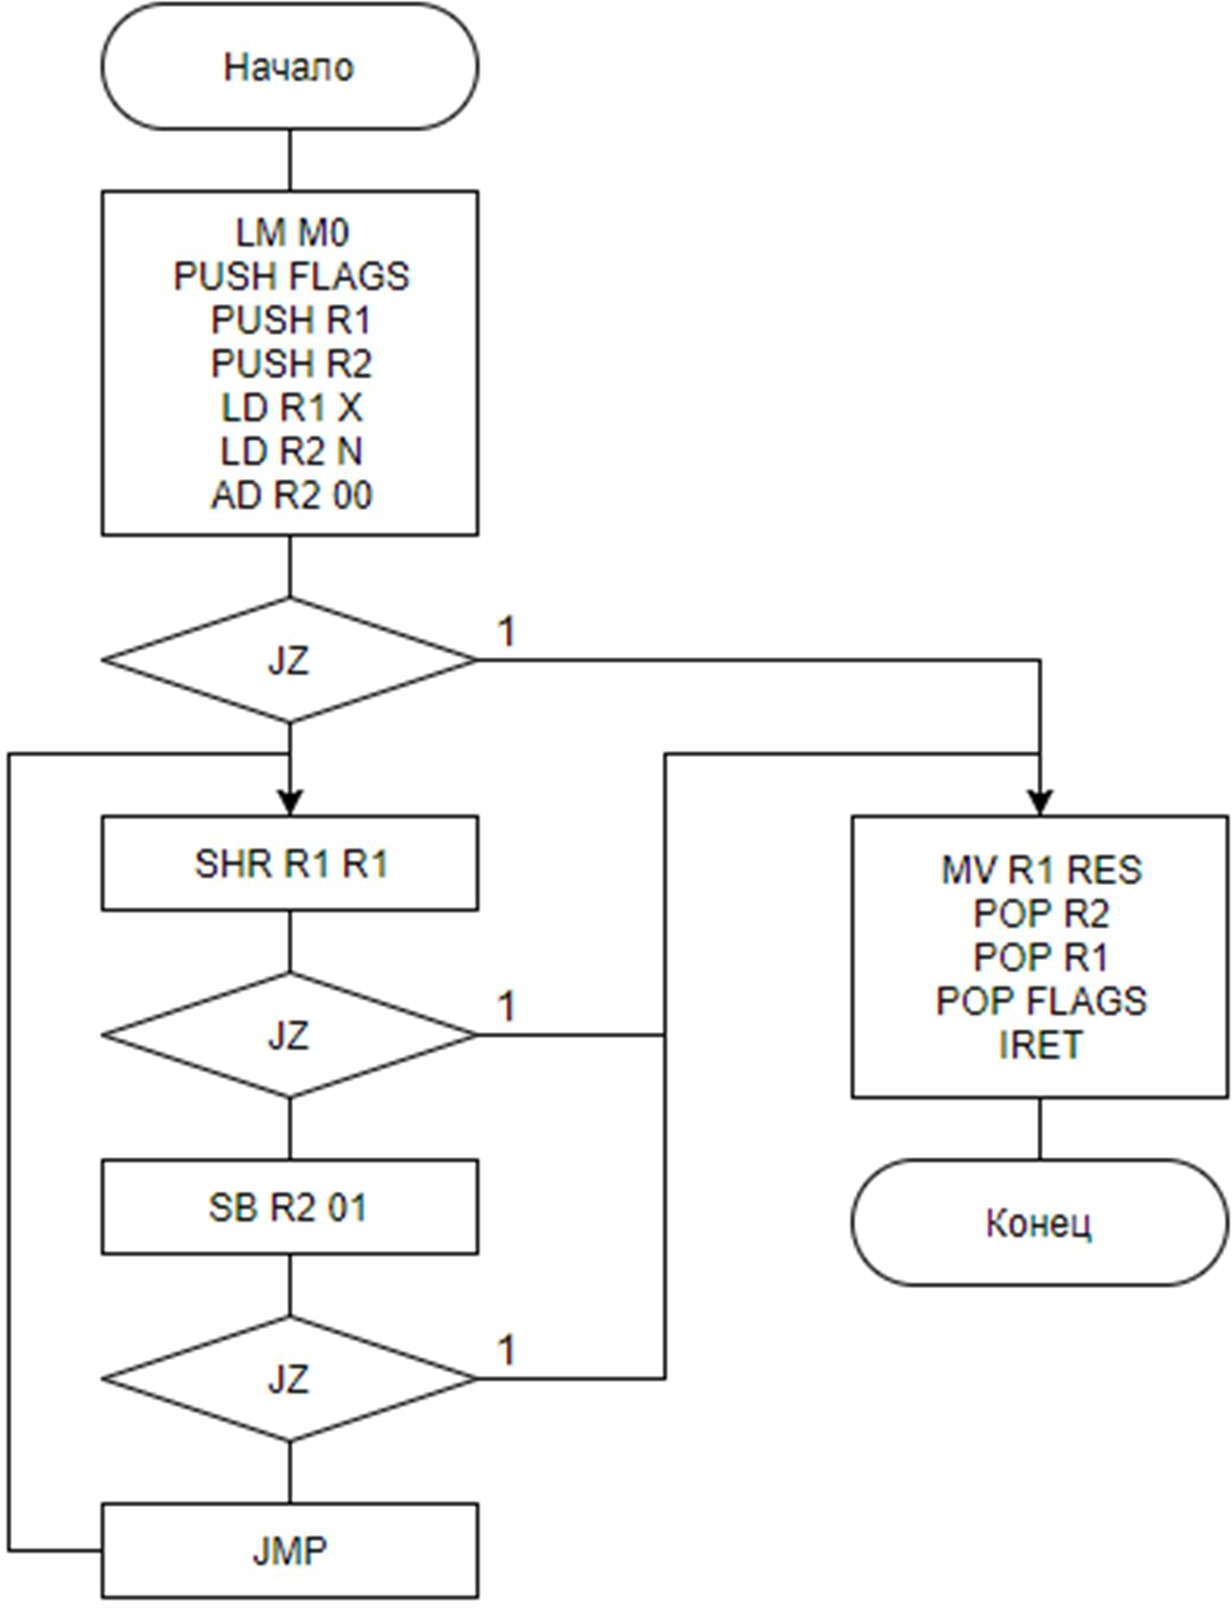 Начало
LM M0
PUSH FLAGS
PUSH R1
PUSH R2
LD R1 X
LD R2 N
AD R2 00
JZ
1
SHR R1 R1
JZ
1
SB R2 01
JZ
1
JMP
MV R1 RES
POP R2
POP R1
POP FLAGS
IRET
Конец